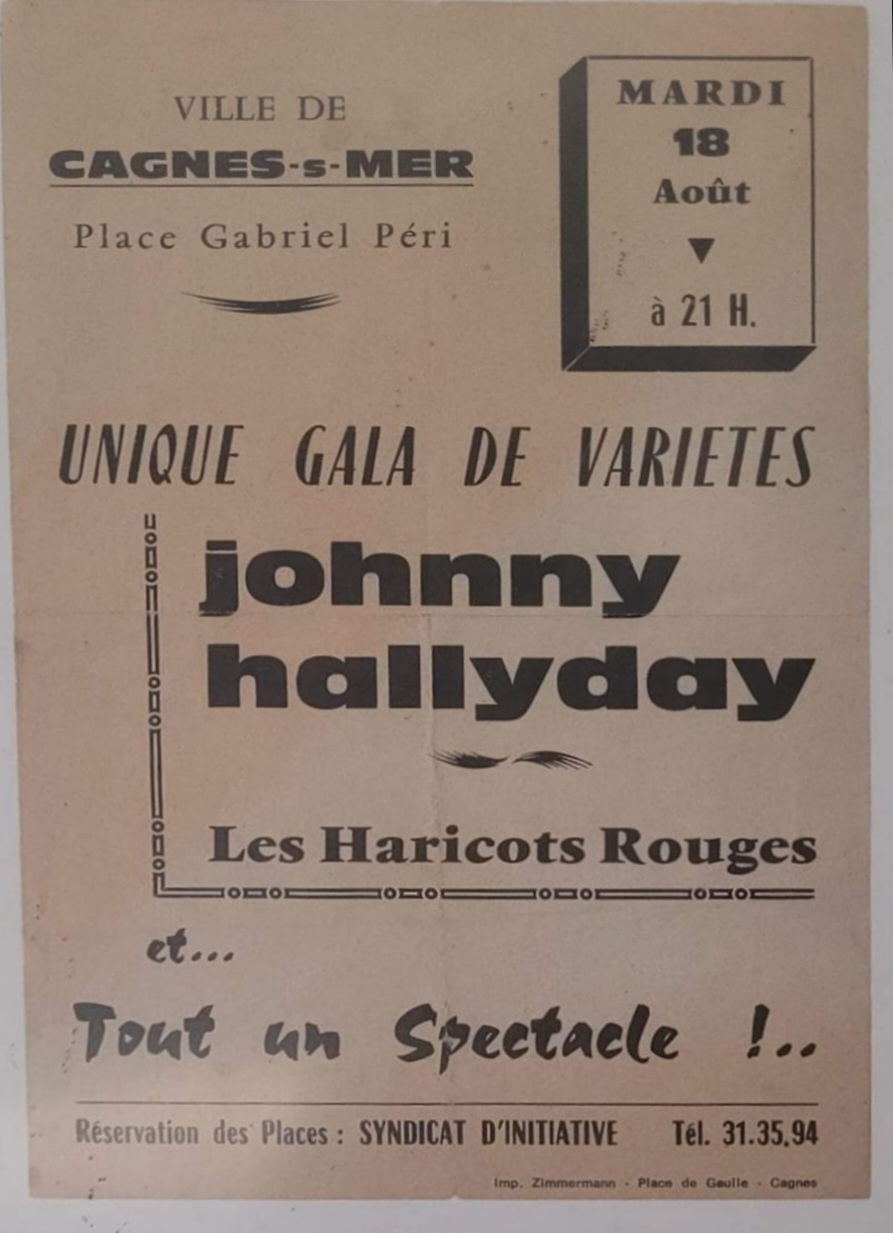 VILLE DE
CAGNES-s-MER
Place Gabriel Péri
MARDI
18
Août
à 21 H.
UNIQUE GALA DE VARIETES
johnny
hallyday
Les Haricots Rouges
et...
Tout un Spectacle !..
Réservation des Places : SYNDICAT D'INITIATIVE Tél. 31.35.94
Imp. Zimmermann - Place de Gaulle - Cagnes